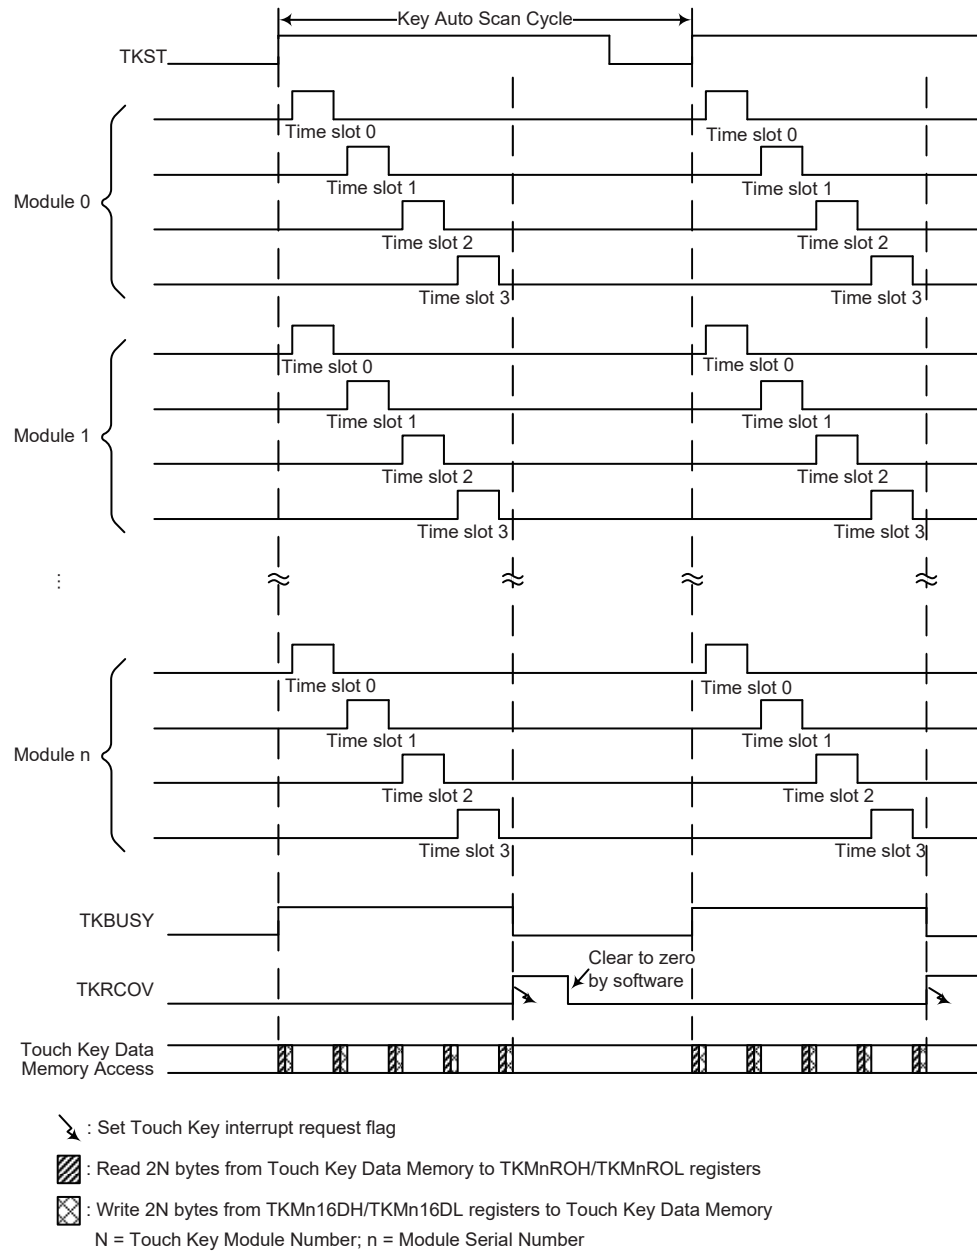 Key Auto Scan Cycle
TKST
Time slot 0
Time slot 0
Time slot 1
Time slot 1
Module 0
Time slot 2
Time slot 2
Time slot 3
Time slot 3
Time slot 0
Time slot 0
Time slot 1
Time slot 1
Module 1
Time slot 2
Time slot 2
Time slot 3
Time slot 3
...
Time slot 0
Time slot 0
Time slot 1
Time slot 1
Module n
Time slot 2
Time slot 2
Time slot 3
Time slot 3
TKBUSY
Clear to zero
by software
TKRCOV
Touch Key Data
Memory Access
: Set Touch Key interrupt request flag
: Read 2N bytes from Touch Key Data Memory to TKMnROH/TKMnROL registers
: Write 2N bytes from TKMn16DH/TKMn16DL registers to Touch Key Data Memory
N = Touch Key Module Number; n = Module Serial Number